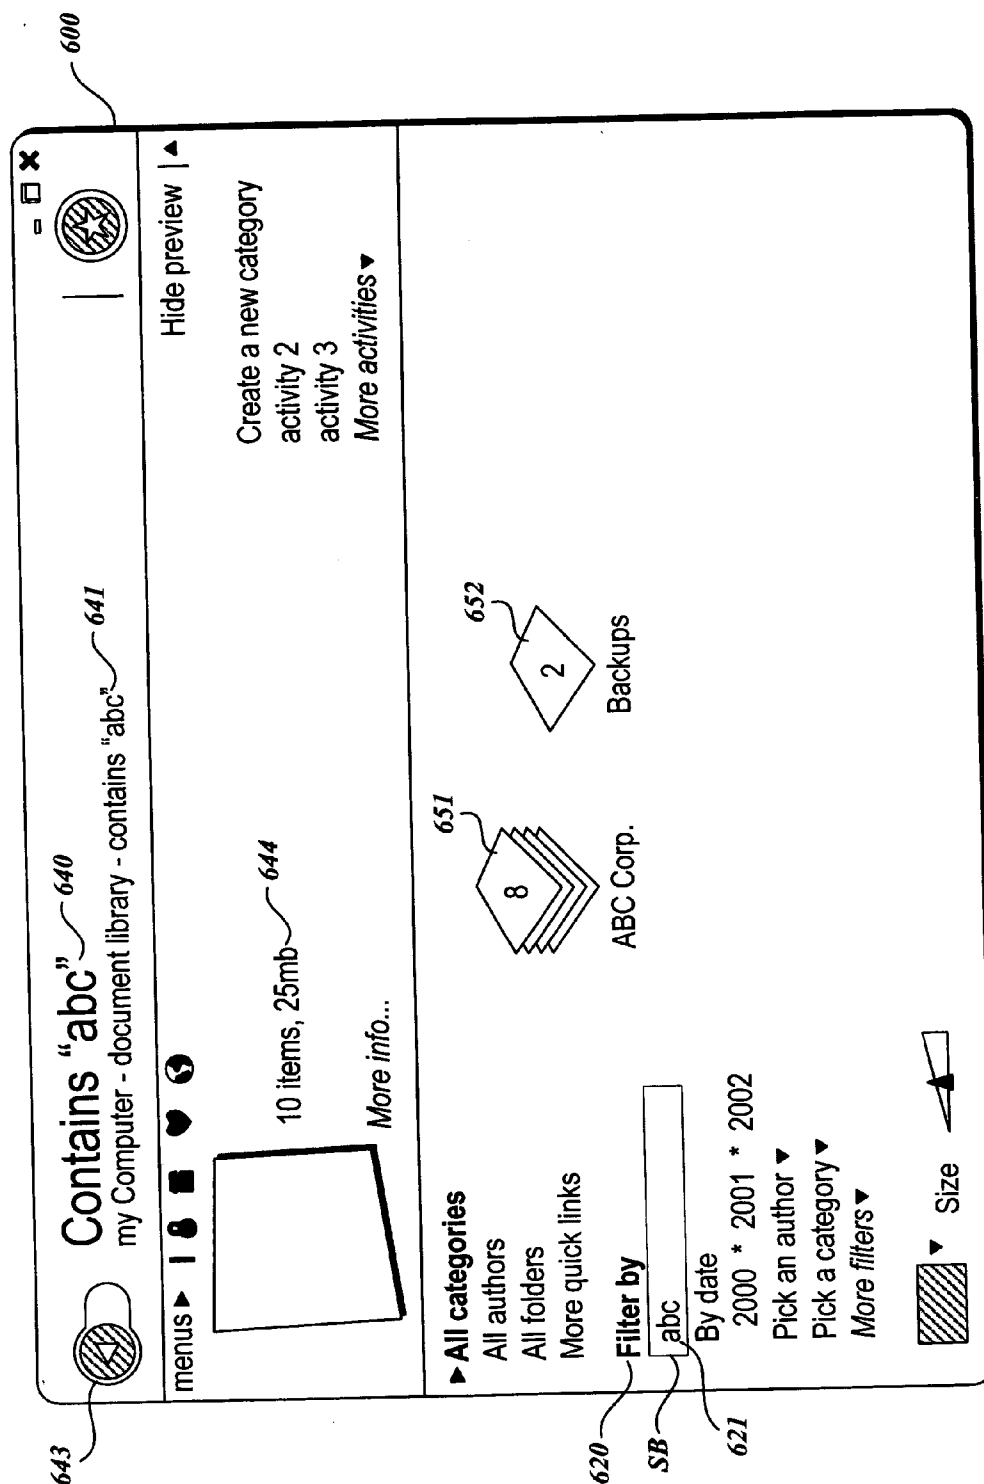 600
Contains “abc” 640
my Computer - document library - contains “abc” 641
643
menus
Hide preview
10 items, 25mb 644
More info...
Create a new category
activity 2
activity 3
More activities
All categories
All authors
All folders
More quick links
620
Filter by
SB
abc
621
By date
2000 * 2001 * 2002
Pick an author
Pick a category
More filters
Size
651
8
ABC Corp.
652
2
Backups